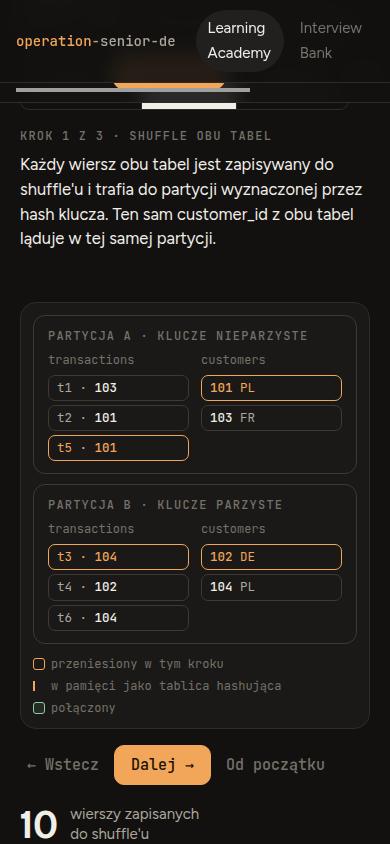 operation-senior-de
Learning
Academy
Interview
Bank
KROK 1 Z 3 · SHUFFLE OBU TABEL
Każdy wiersz obu tabel jest zapisywany do
shuffle'u i trafia do partycji wyznaczonej przez
hash klucza. Ten sam customer_id z obu tabel
ląduje w tej samej partycji.
PARTYCJA A · KLUCZE NIEPARZYSTE
transactions
t1 · 103
t2 · 101
t5 · 101
customers
101 PL
103 FR
PARTYCJA B · KLUCZE PARZYSTE
transactions
t3 · 104
t4 · 102
t6 · 104
customers
102 DE
104 PL
przeniesiony w tym kroku
w pamięci jako tablica hashująca
połączony
← Wstecz
Dalej →
Od początku
10
wierszy zapisanych
do shuffle'u